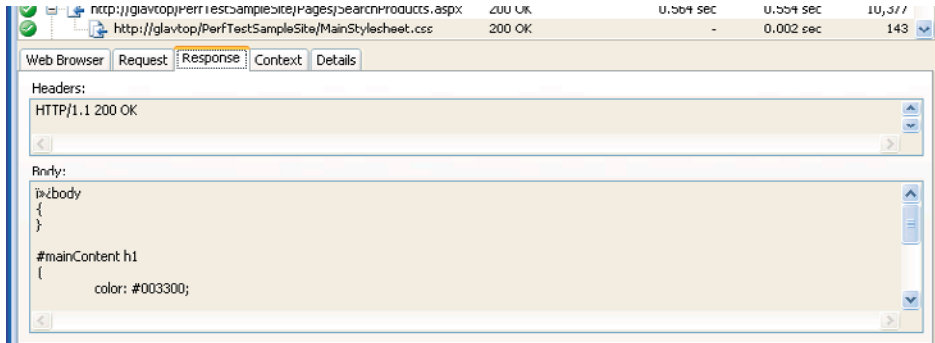 http://glavtop/PerfTestSampleSite/Pages/SearchProducts.aspx 200 OK 0.564 sec 0.554 sec 10,377
http://glavtop/PerfTestSampleSite/MainStylesheet.css 200 OK - 0.002 sec 143
Web Browser Request Response Context Details
Headers:
HTTP/1.1 200 OK
Body:
ï»¿body
{
}
#mainContent h1
{
color: #003300;